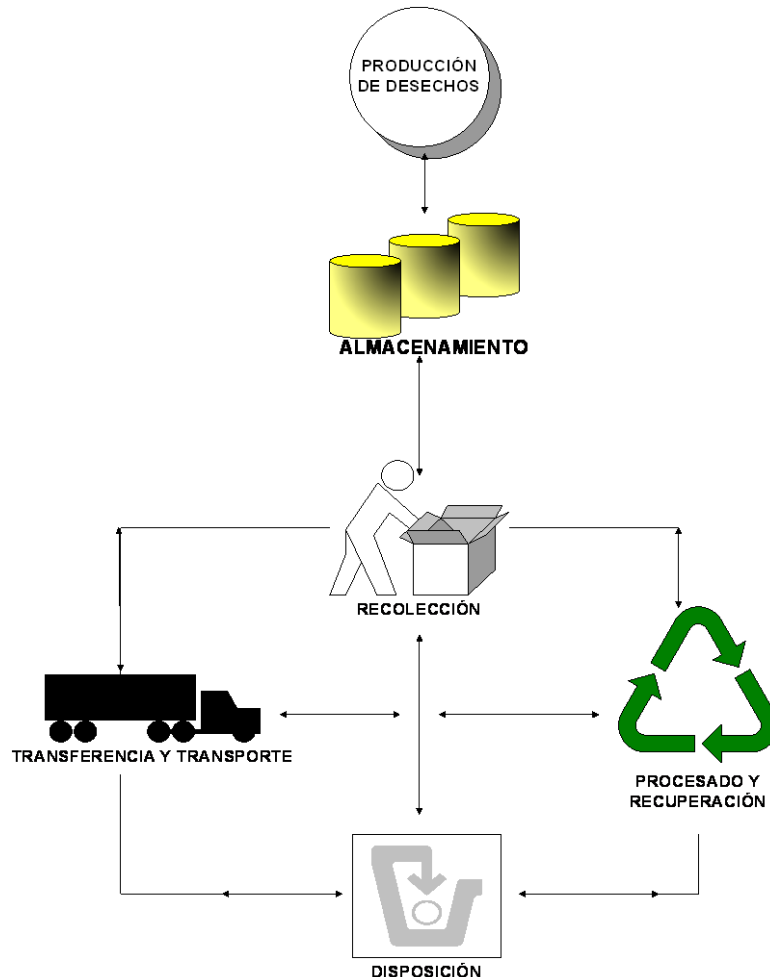 PRODUCCIÓN
DE DESECHOS
ALMACENAMIENTO
RECOLECCIÓN
TRANSFERENCIA Y TRANSPORTE
PROCESADO Y
RECUPERACIÓN
DISPOSICIÓN